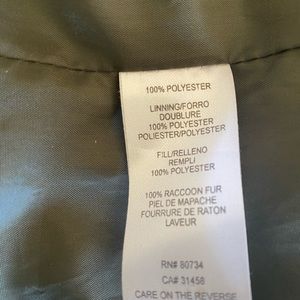 100% POLYESTER
LINNING/FORRO
DOUBLURE
100% POLYESTER
POLIESTER/POLYESTER
FILL/RELLENO
REMPLI
100% POLYESTER
100% RACCOON FUR
PIEL DE MAPACHE
FOURRURE DE RATON
LAVEUR
RN# 80734
CA# 31458
CARE ON THE REVERSE